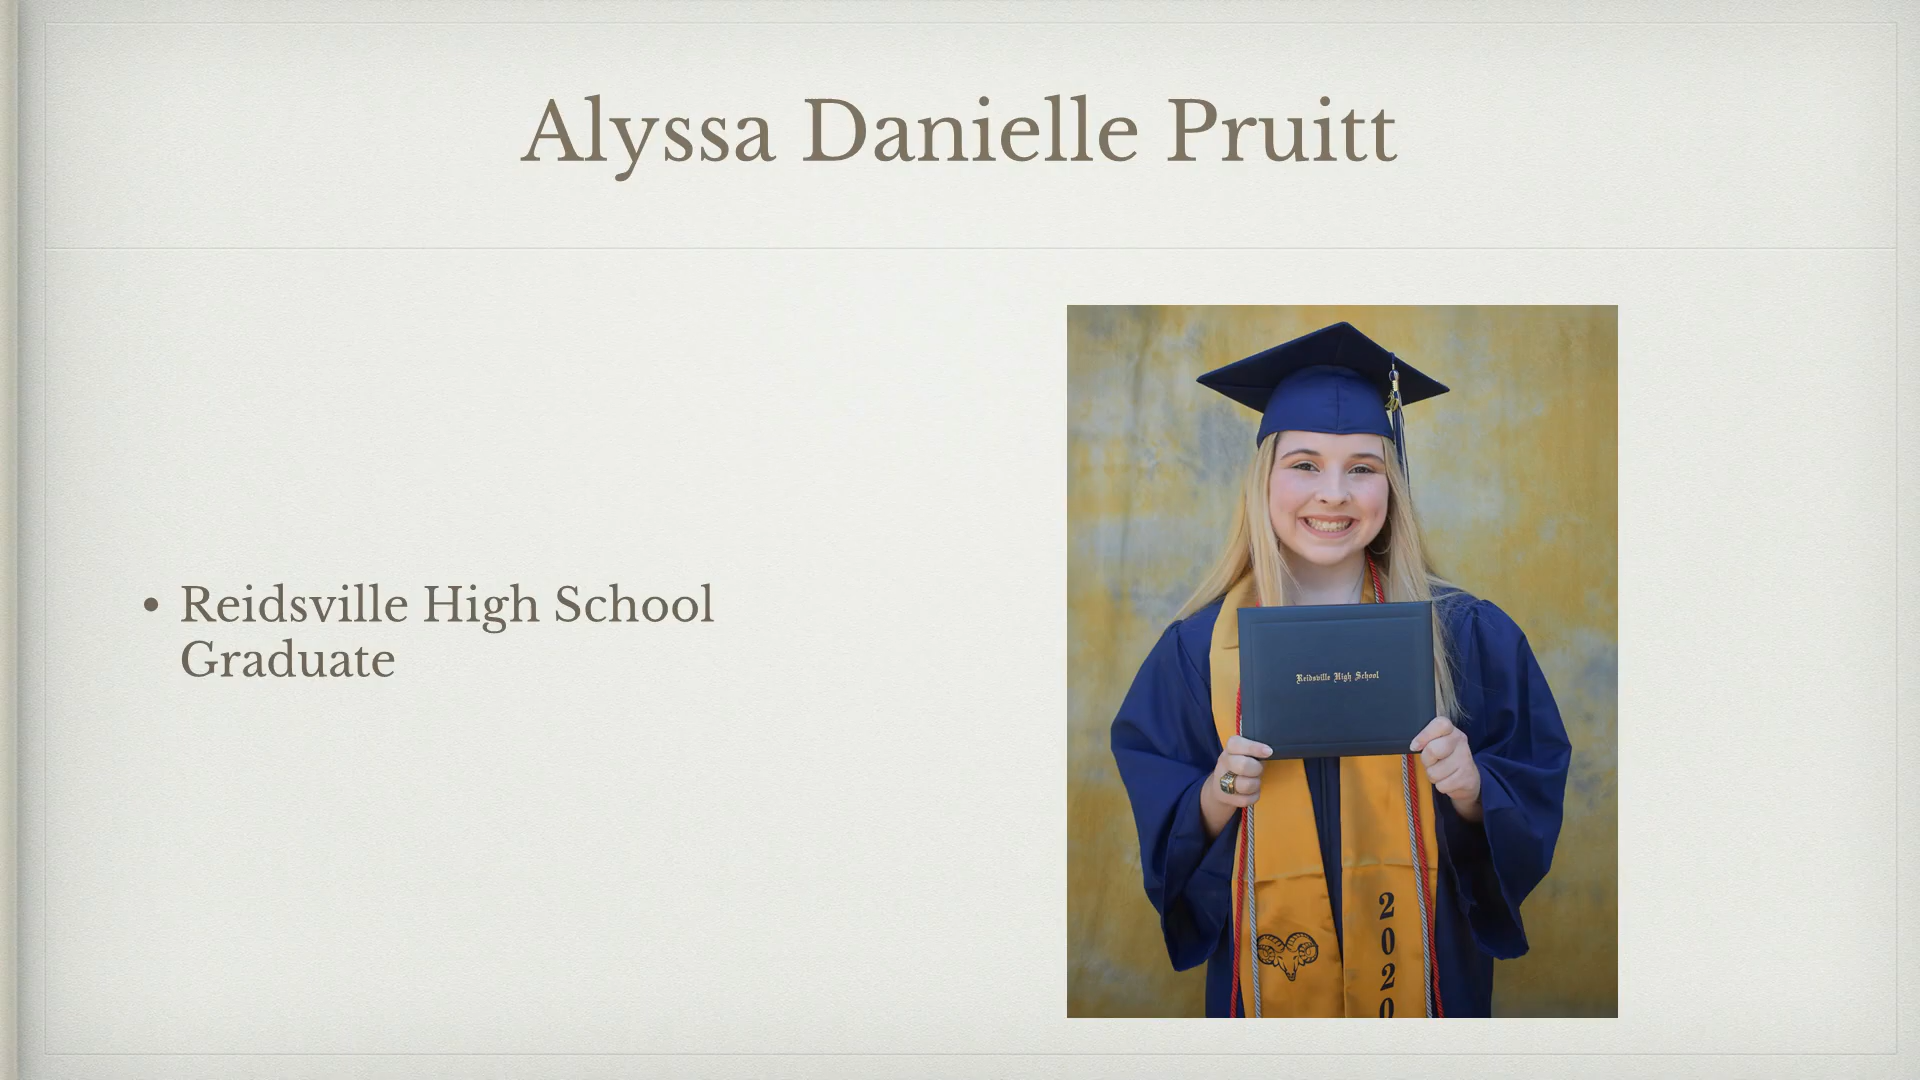 Alyssa Danielle Pruitt
• Reidsville High School
Graduate
Reidsville High School
2020